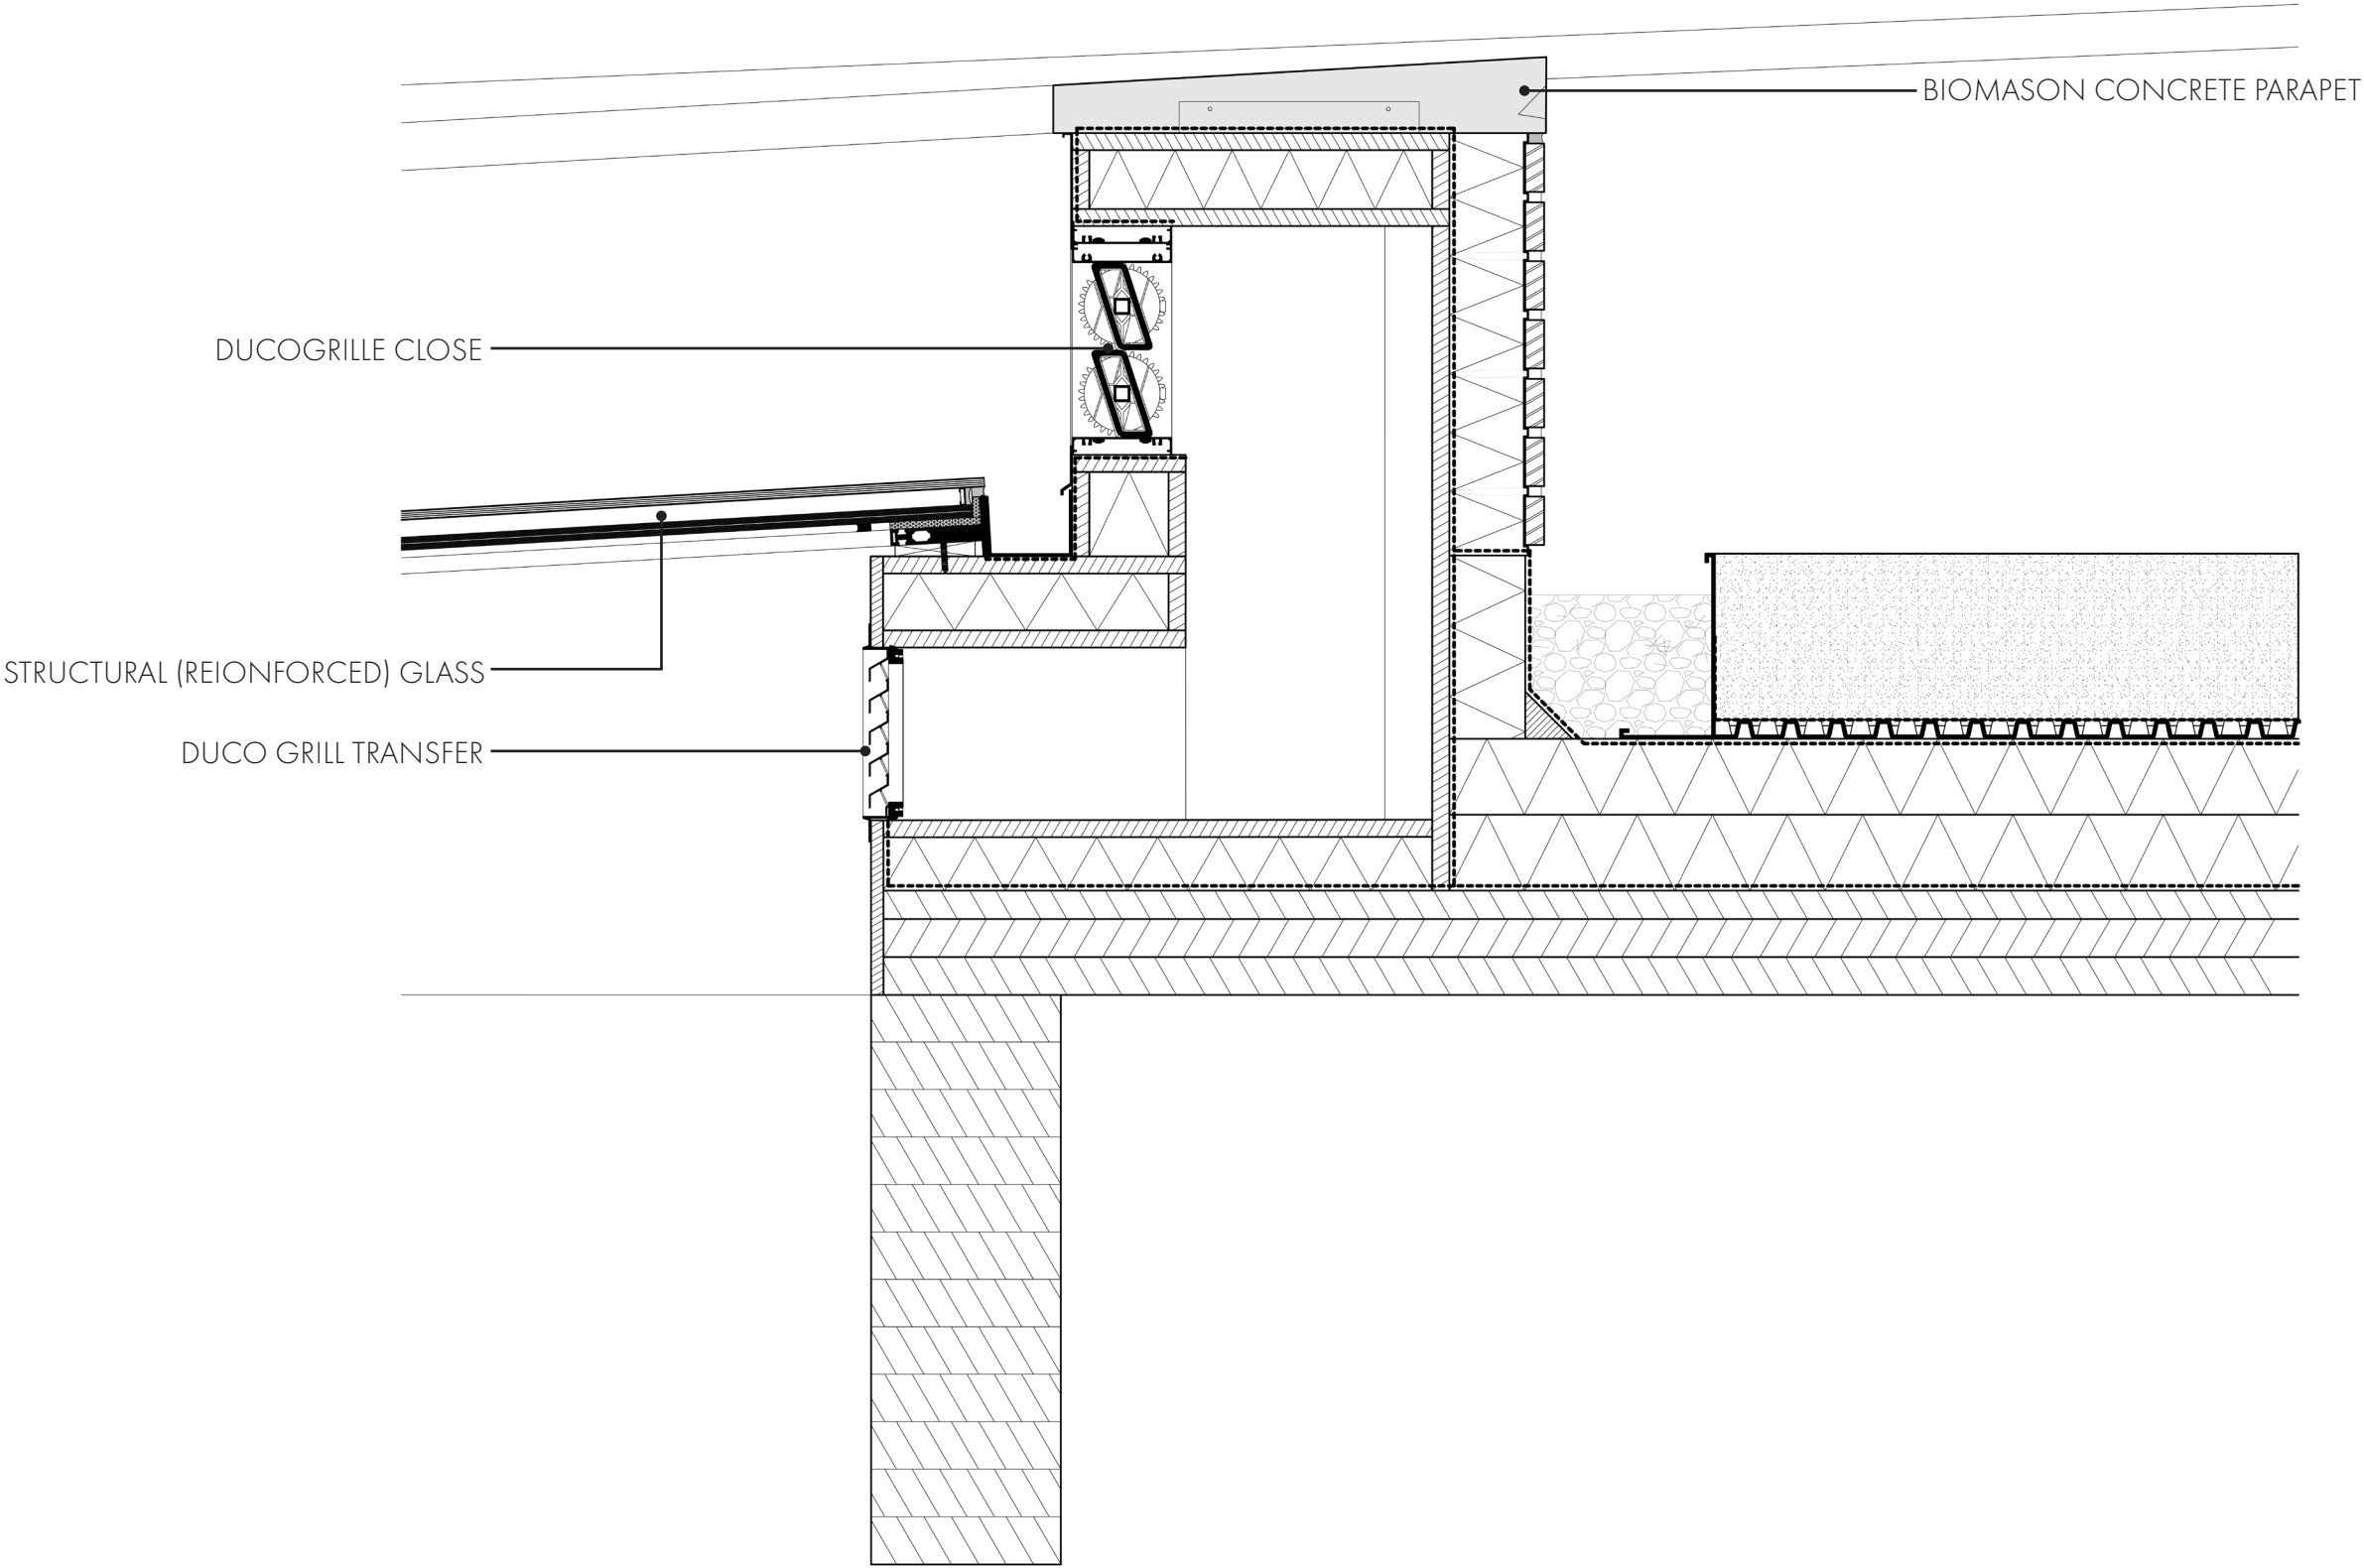 BIOMASON CONCRETE PARAPET
DUCOGRILLE CLOSE
STRUCTURAL (REIONFORCED) GLASS
DUCO GRILL TRANSFER